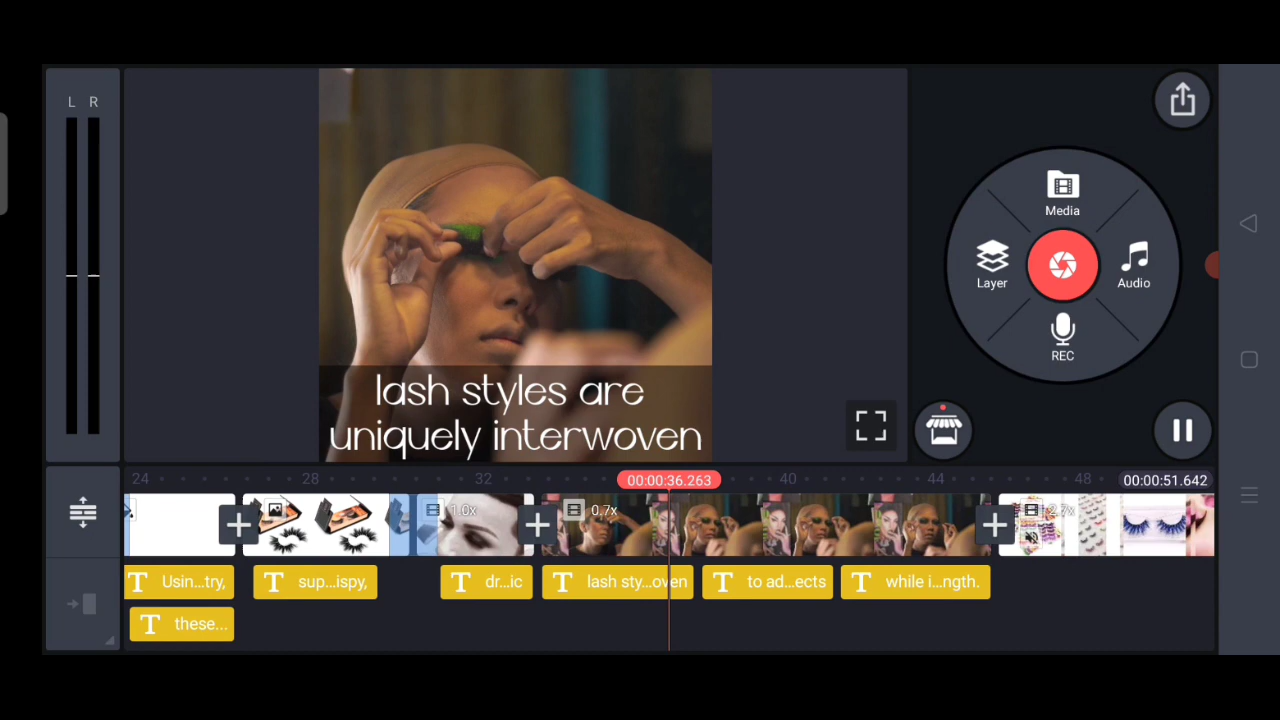 L R
Media
Layer
Audio
REC
lash styles are
uniquely interwoven
24 28 32 00:00:36.263 40 44 48 00:00:51.642
1.0x 0.7x 2.7x
T Usin...try, T sup...ispy, T dr...ic T lash sty...oven T to ad...ects T while i...ngth.
T these...